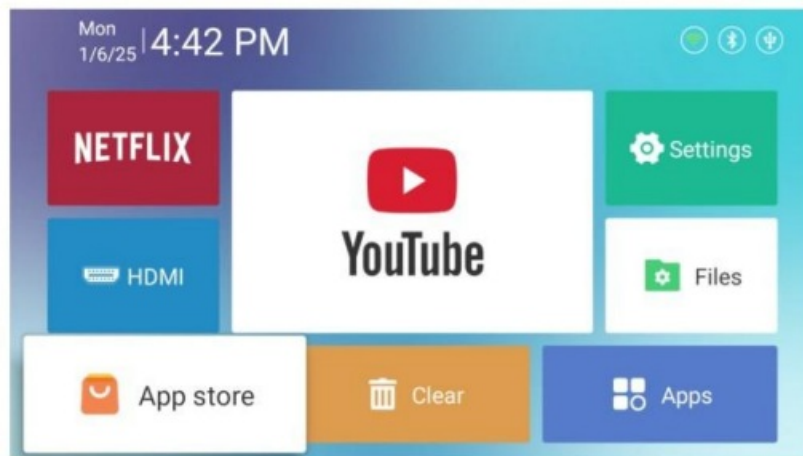 Mon
1/6/25
4:42 PM
NETFLIX
YouTube
Settings
HDMI
Files
App store
Clear
Apps